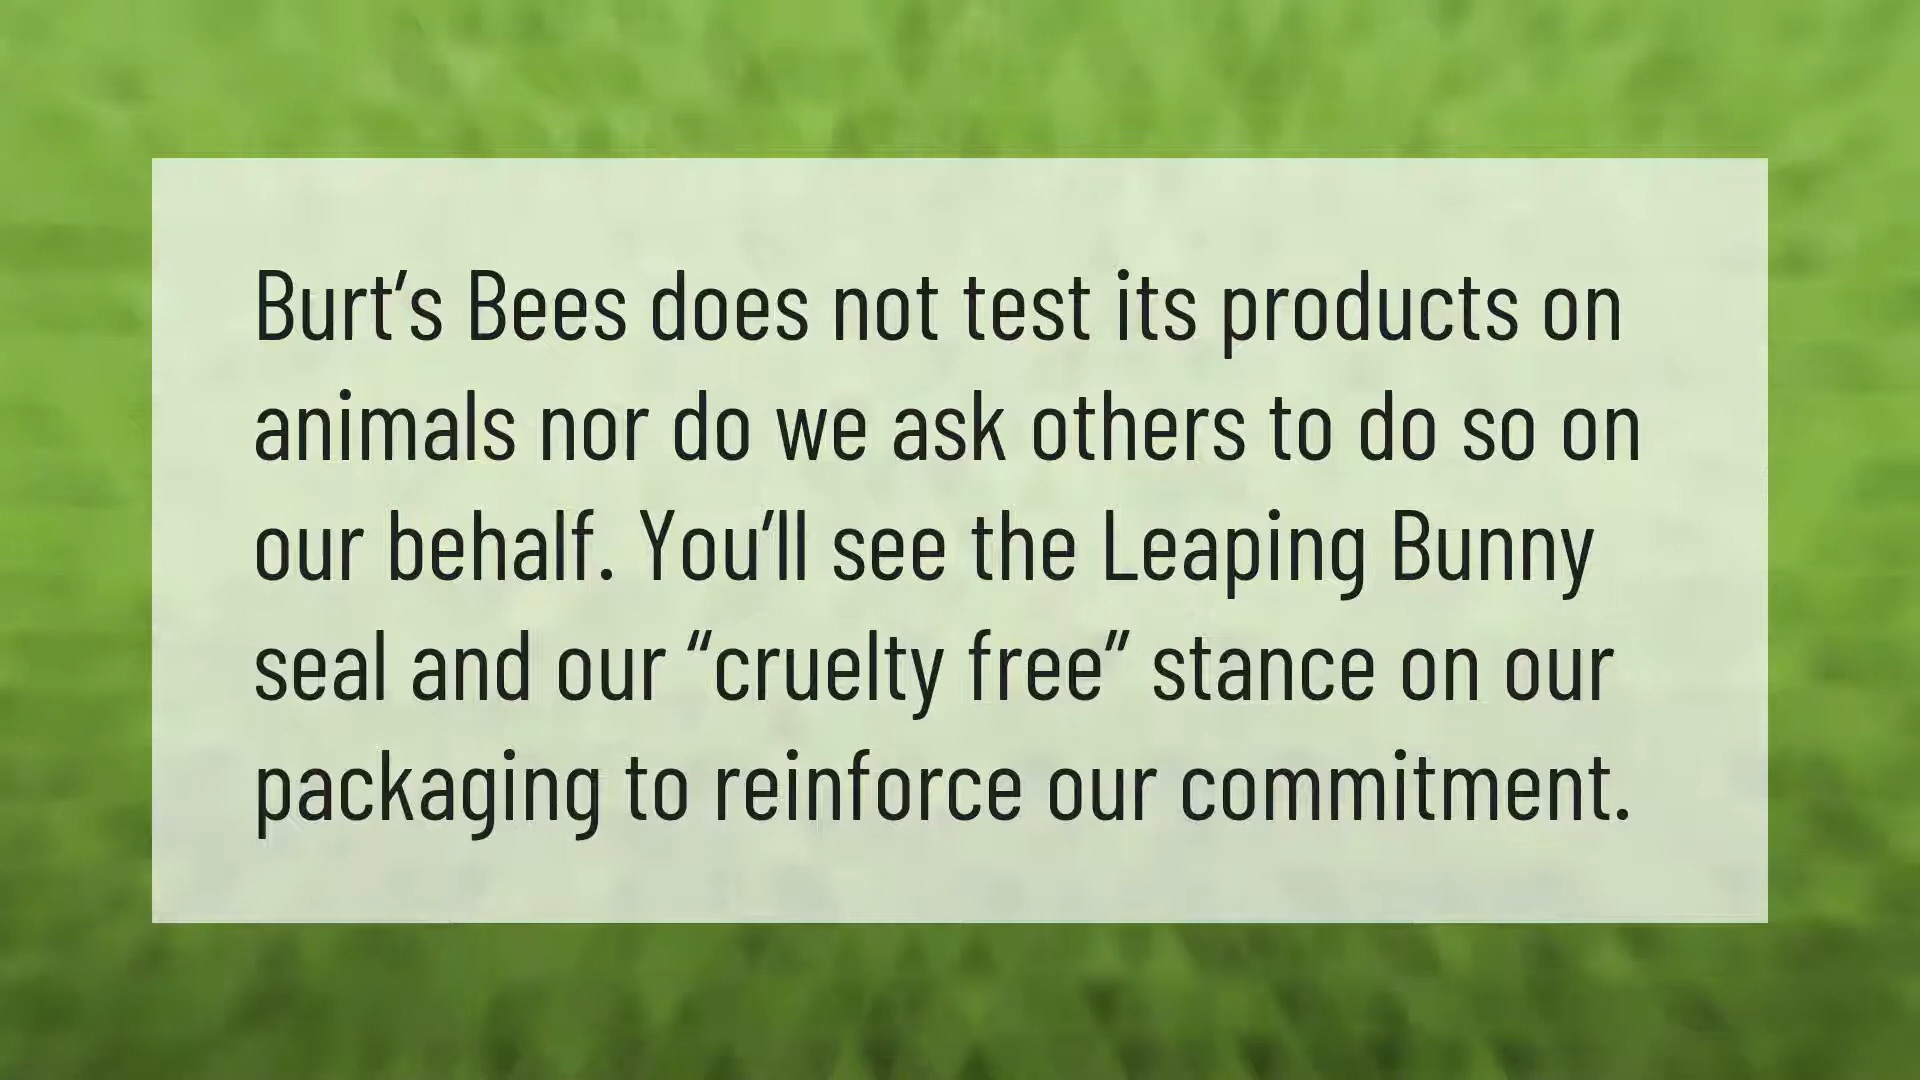 Burt’s Bees does not test its products on
animals nor do we ask others to do so on
our behalf. You’ll see the Leaping Bunny
seal and our “cruelty free” stance on our
packaging to reinforce our commitment.